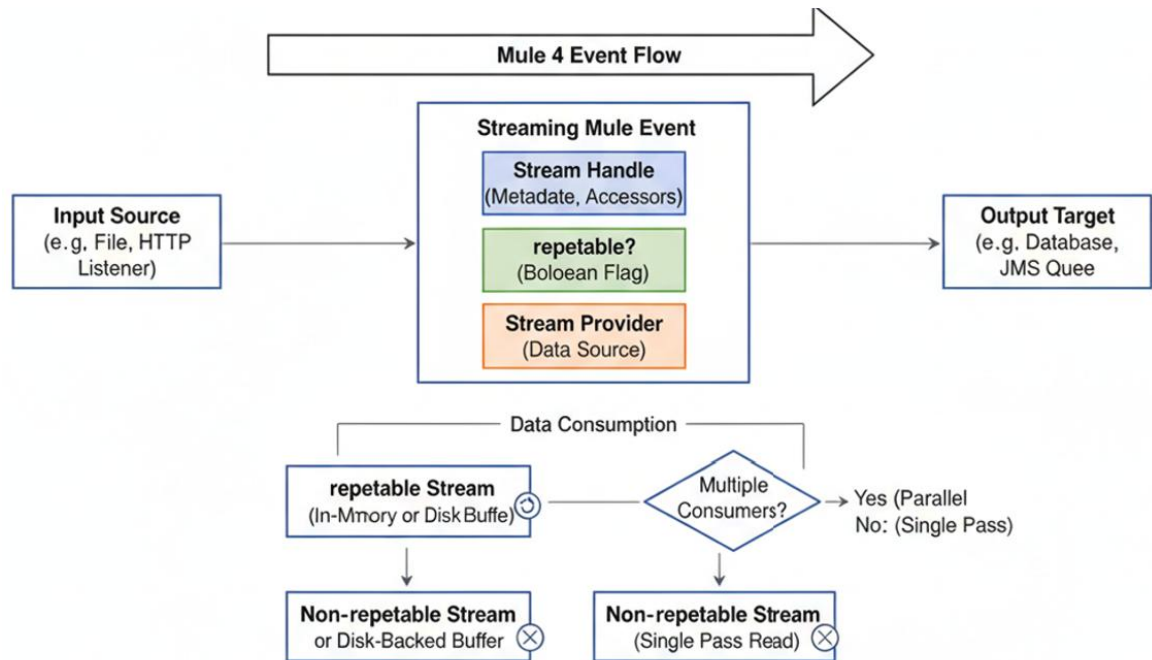 Mule 4 Event Flow
Streaming Mule Event
Stream Handle
(Metadate, Accessors)
Input Source
(e.g, File, HTTP
Listener)
repetable?
(Boloean Flag)
Output Target
(e.g. Database,
JMS Quee
Stream Provider
(Data Source)
Data Consumption
repetable Stream
(In-Mmory or Disk Buffe)
Multiple
Consumers?
Yes (Parallel
No: (Single Pass)
Non-repetable Stream
or Disk-Backed Buffer
Non-repetable Stream
(Single Pass Read)